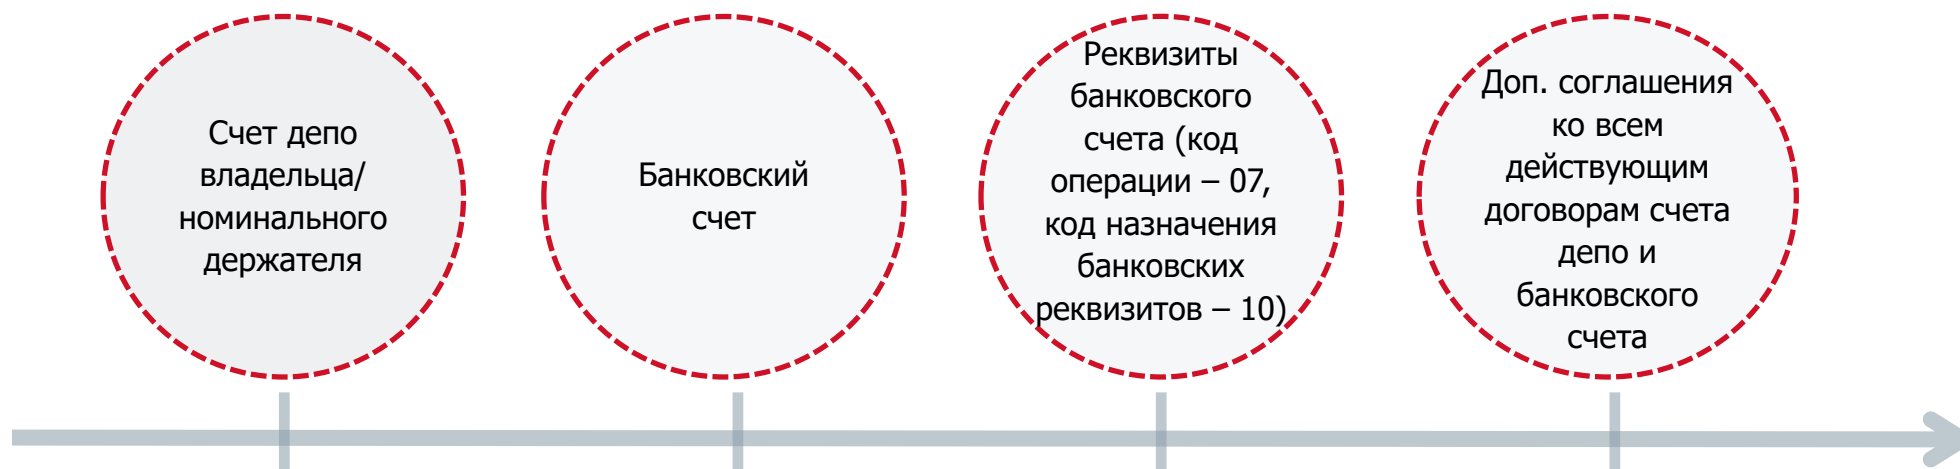 Счет депо
владельца/
номинального
держателя
Банковский
счет
Реквизиты
банковского
счета (код
операции – 07,
код назначения
банковских
реквизитов – 10)
Доп. соглашения
ко всем
действующим
договорам счета
депо и
банковского
счета